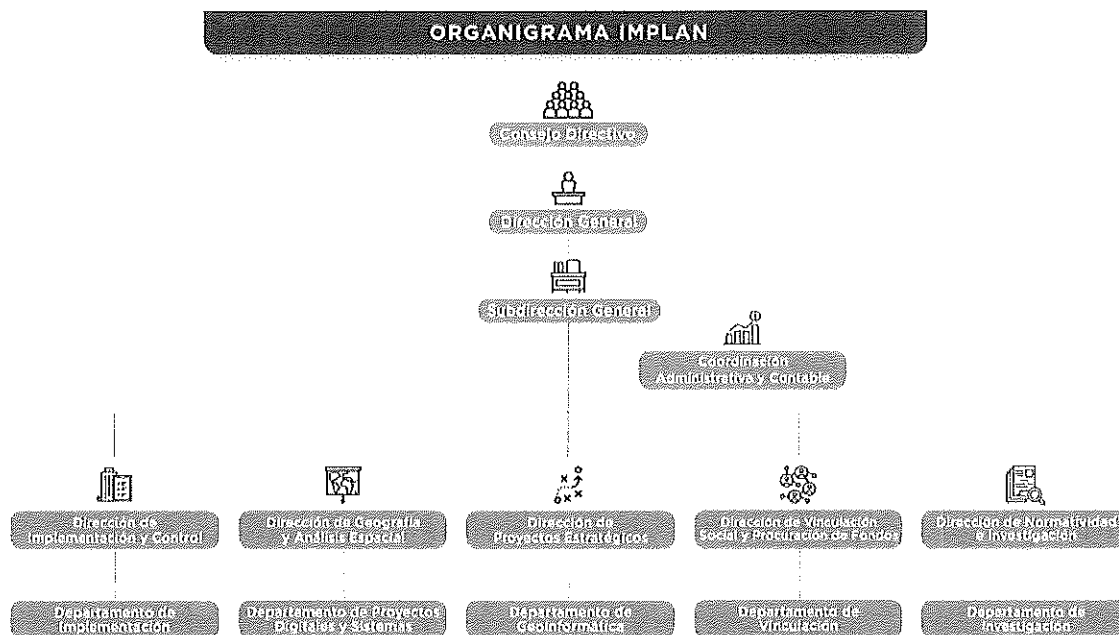 ORGANIGRAMA IMPLAN
Consejo Directivo
Dirección General
Subdirección General
Coordinación
Administrativa y Contable
Dirección de
Implementación y Control
Dirección de Geografía
y Análisis Espacial
Dirección de
Proyectos Estratégicos
Dirección de Vinculación
Social y Procuración de Fondos
Dirección de Normatividad
e Investigación
Departamento de
Implementación
Departamento de Proyectos
Digitales y Sistemas
Departamento de
Geoinformática
Departamento de
Vinculación
Departamento de
Investigación